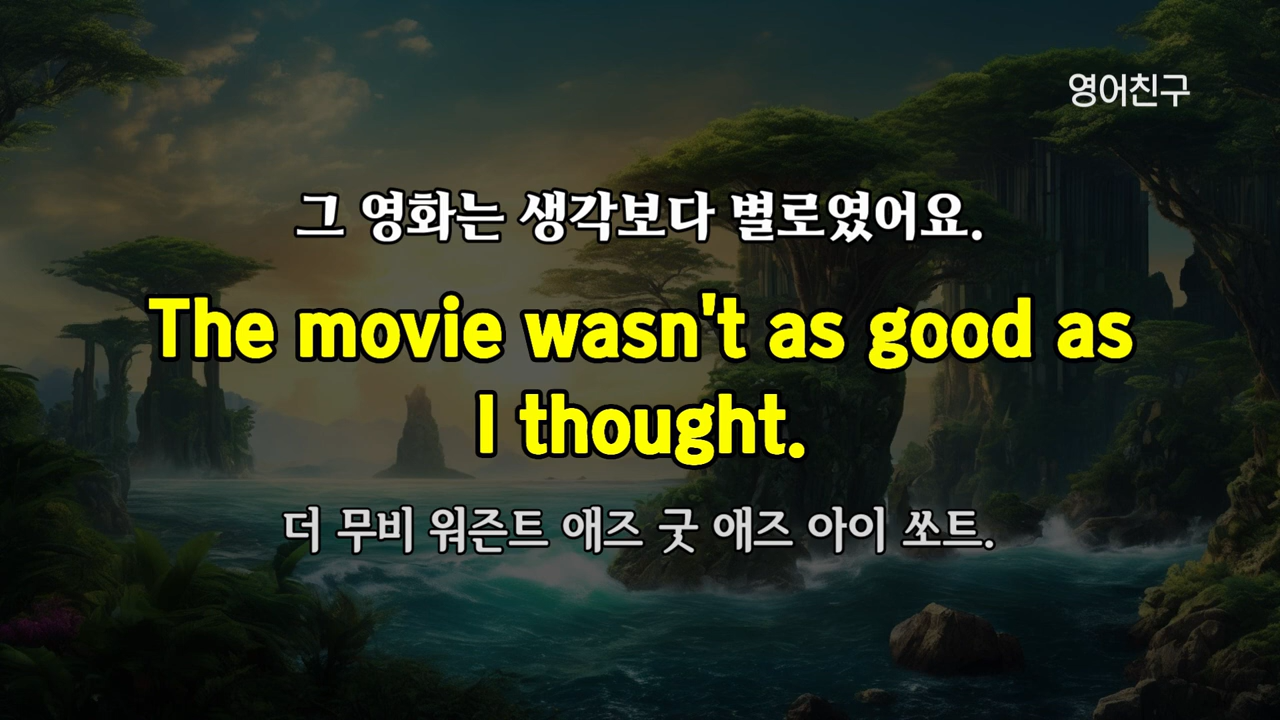 영어친구
그 영화는 생각보다 별로였어요.
The movie wasn't as good as
I thought.
더 무비 워즌트 애즈 굿 애즈 아이 쏘트.